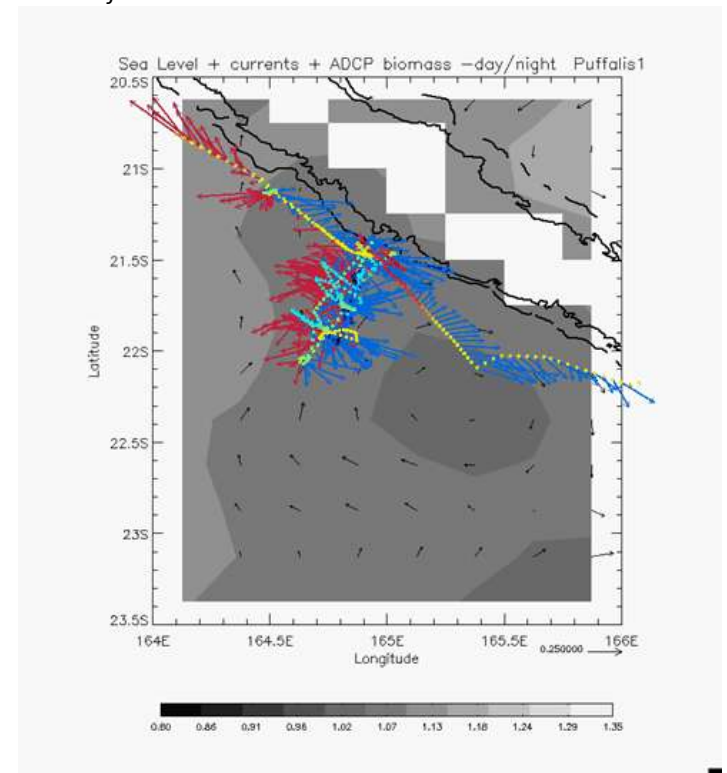 Sea Level + currents + ADCP biomass -day/night Puffalis1
20.5S
21S
21.5S
22S
22.5S
23S
23.5S
Latitude
164E 164.5E 165E 165.5E 166E
Longitude
0.250000
0.80 0.86 0.91 0.96 1.02 1.07 1.13 1.18 1.24 1.29 1.35